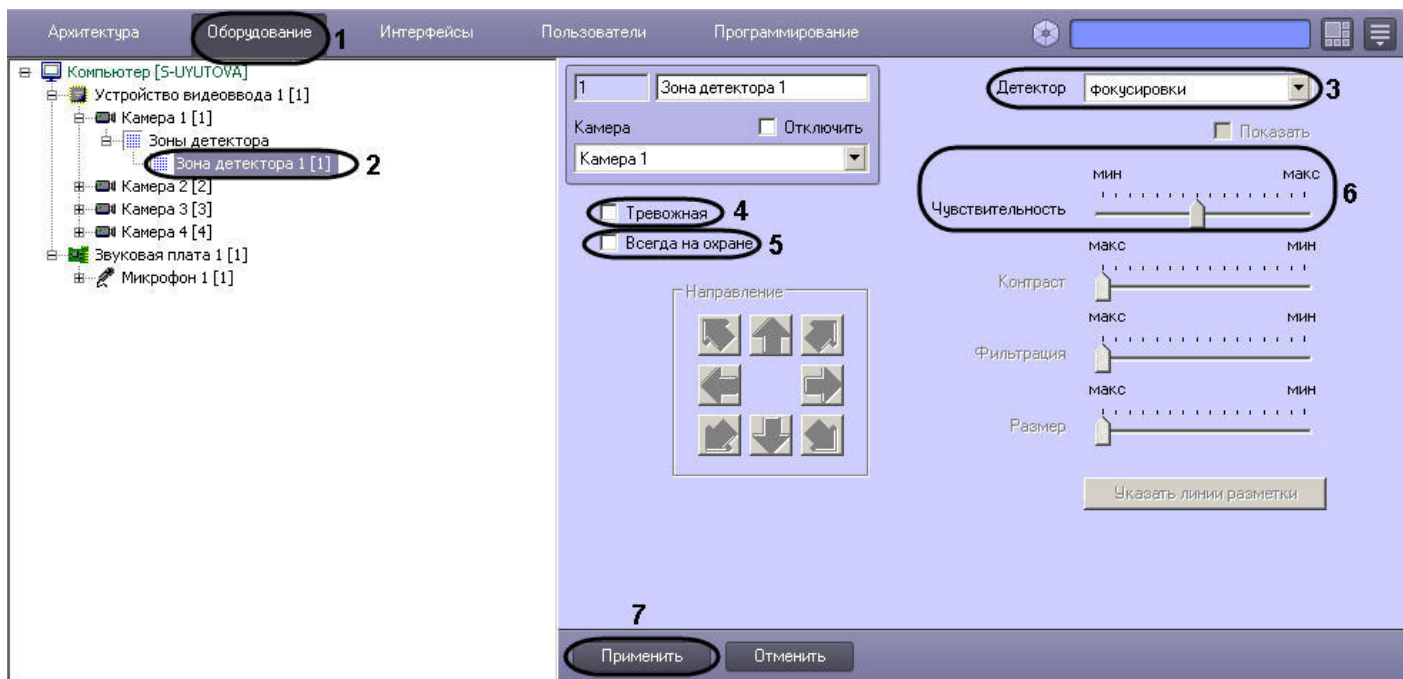 Архитектура Оборудование 1 Интерфейсы Пользователи Программирование
Компьютер [S-UYUTOVA]
Устройство видеоввода 1 [1]
Камера 1 [1]
Зоны детектора
Зона детектора 1 [1] 2
Камера 2 [2]
Камера 3 [3]
Камера 4 [4]
Звуковая плата 1 [1]
Микрофон 1 [1]
1 Зона детектора 1
Камера Отключить
Камера 1
Тревожная 4
Всегда на охране 5
Направление
Детектор фокусировки 3
Показать
мин макс
Чувствительность 6
макс мин
Контраст
макс мин
Фильтрация
макс мин
Размер
Указать линии разметки
7
Применить Отменить